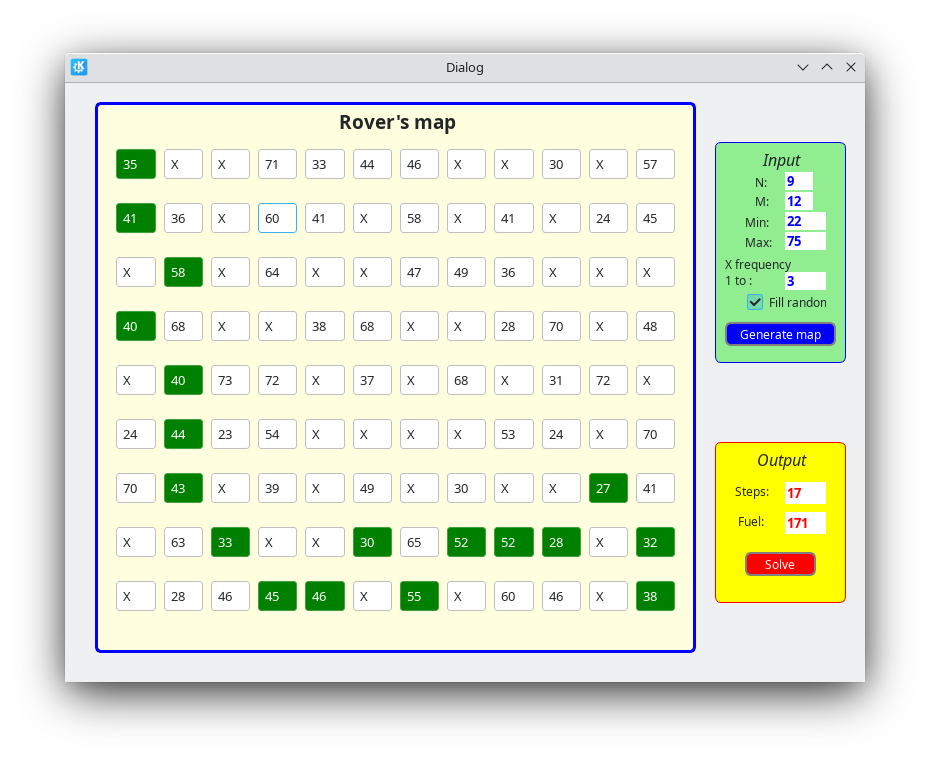 Dialog
Rover's map
35 X X 71 33 44 46 X X 30 X 57
41 36 X 60 41 X 58 X 41 X 24 45
X 58 X 64 X X 47 49 36 X X X
40 68 X X 38 68 X X 28 70 X 48
X 40 73 72 X 37 X 68 X 31 72 X
24 44 23 54 X X X X 53 24 X 70
70 43 X 39 X 49 X 30 X X 27 41
X 63 33 X X 30 65 52 52 28 X 32
X 28 46 45 46 X 55 X 60 46 X 38
Input
N: 9
M: 12
Min: 22
Max: 75
X frequency
1 to : 3
Fill randon
Generate map
Output
Steps: 17
Fuel: 171
Solve